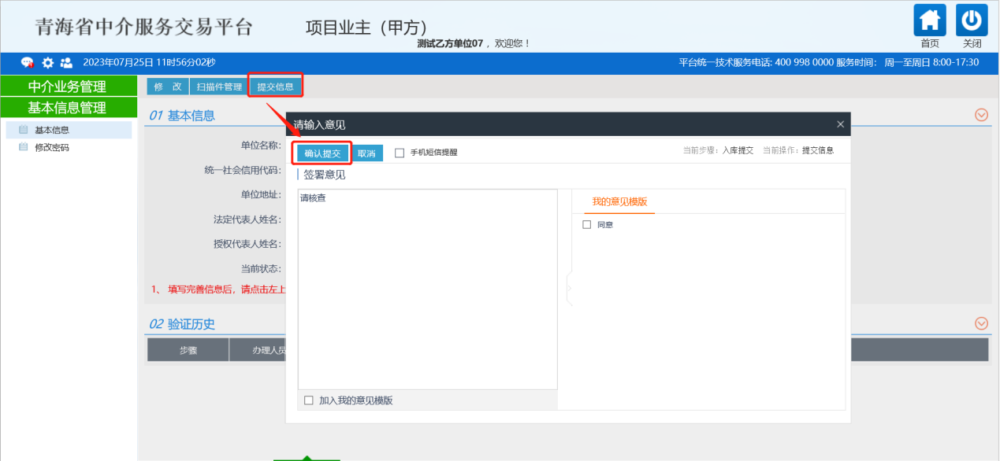 青海省中介服务交易平台
项目业主（甲方）
测试乙方单位07 ，欢迎您！
首页
关闭
2023年07月25日 11时56分02秒
平台统一技术服务电话: 400 998 0000 服务时间： 周一至周日 8:00-17:30
中介业务管理
基本信息管理
基本信息
修改密码
修 改
扫描件管理
提交信息
01 基本信息
单位名称:
统一社会信用代码:
单位地址:
法定代表人姓名:
授权代表人姓名:
当前状态:
1、 填写完善信息后，请点击左上
02 验证历史
步骤
办理人员
请输入意见
确认提交
取消
手机短信提醒
当前步骤: 入库提交 当前操作: 提交信息
签署意见
请核查
我的意见模版
同意
加入我的意见模版